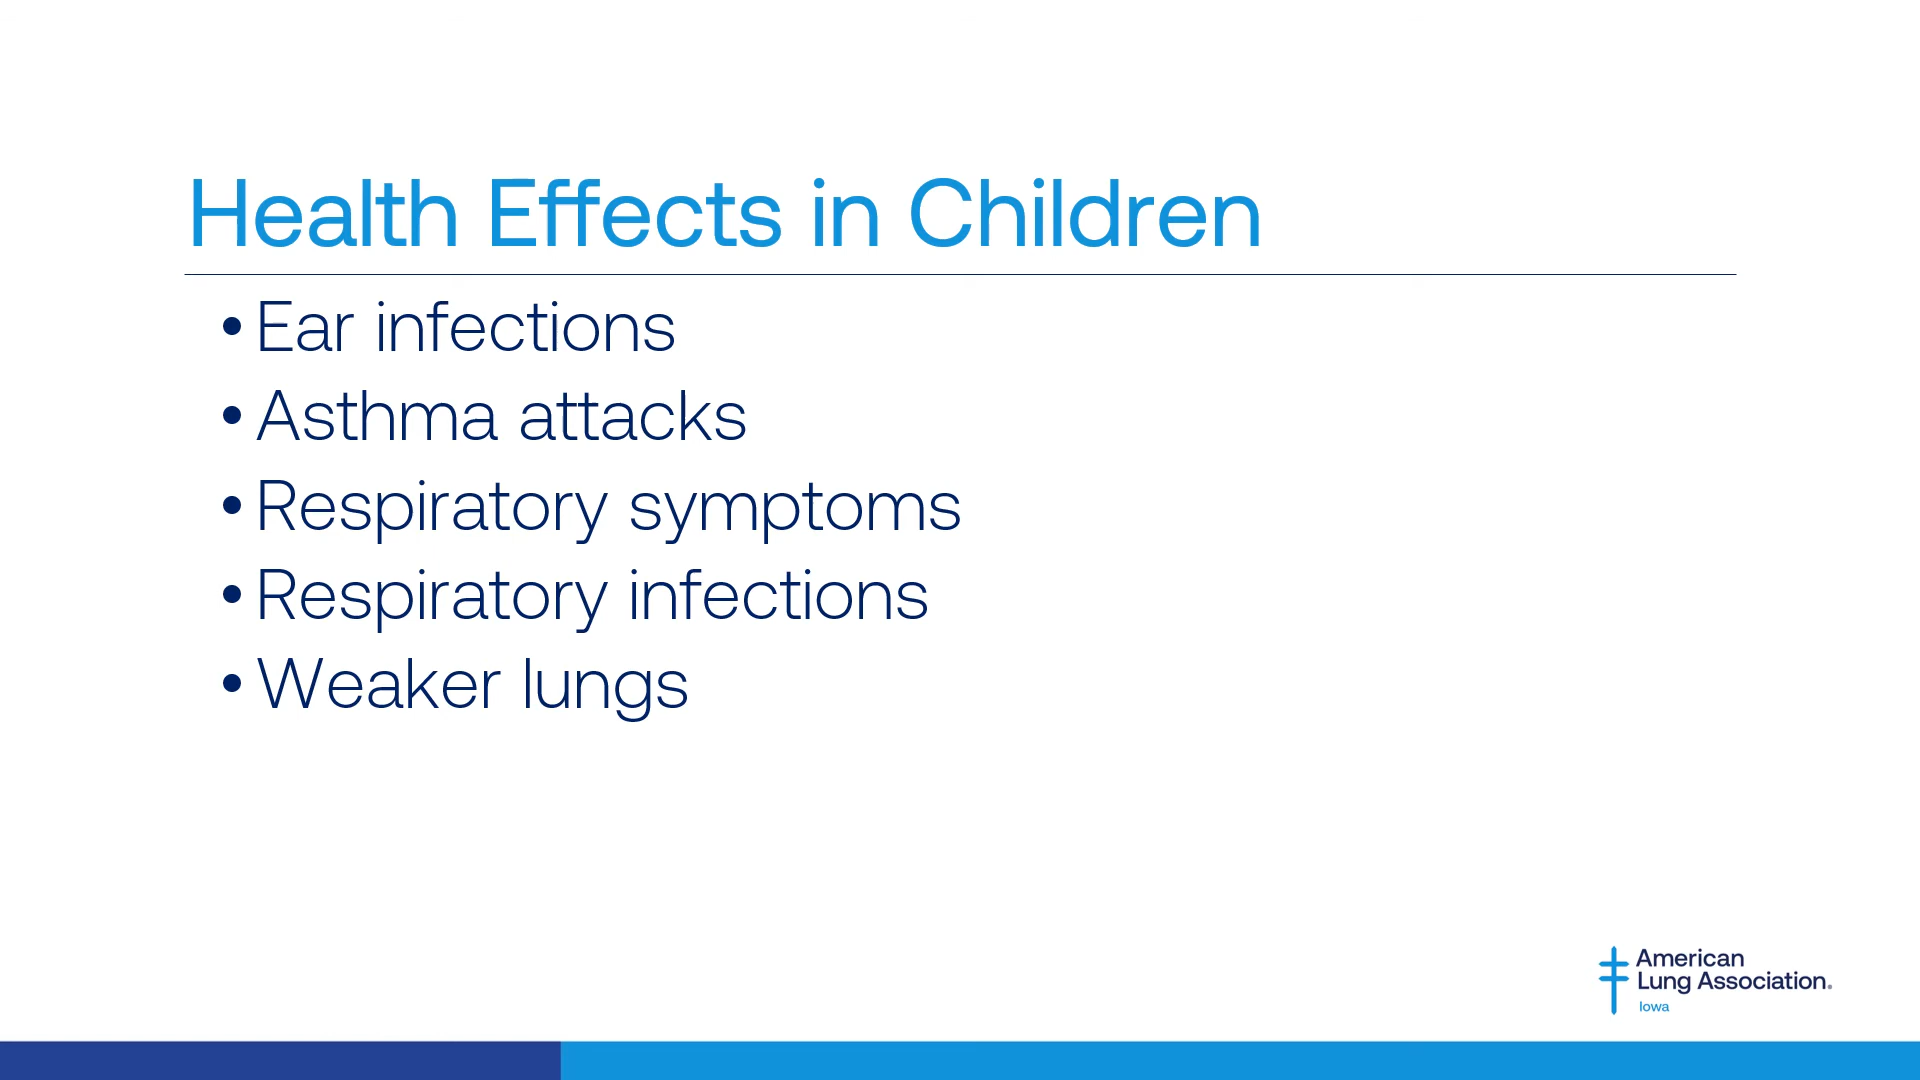 Health Effects in Children
• Ear infections
• Asthma attacks
• Respiratory symptoms
• Respiratory infections
• Weaker lungs
American
Lung Association.
Iowa